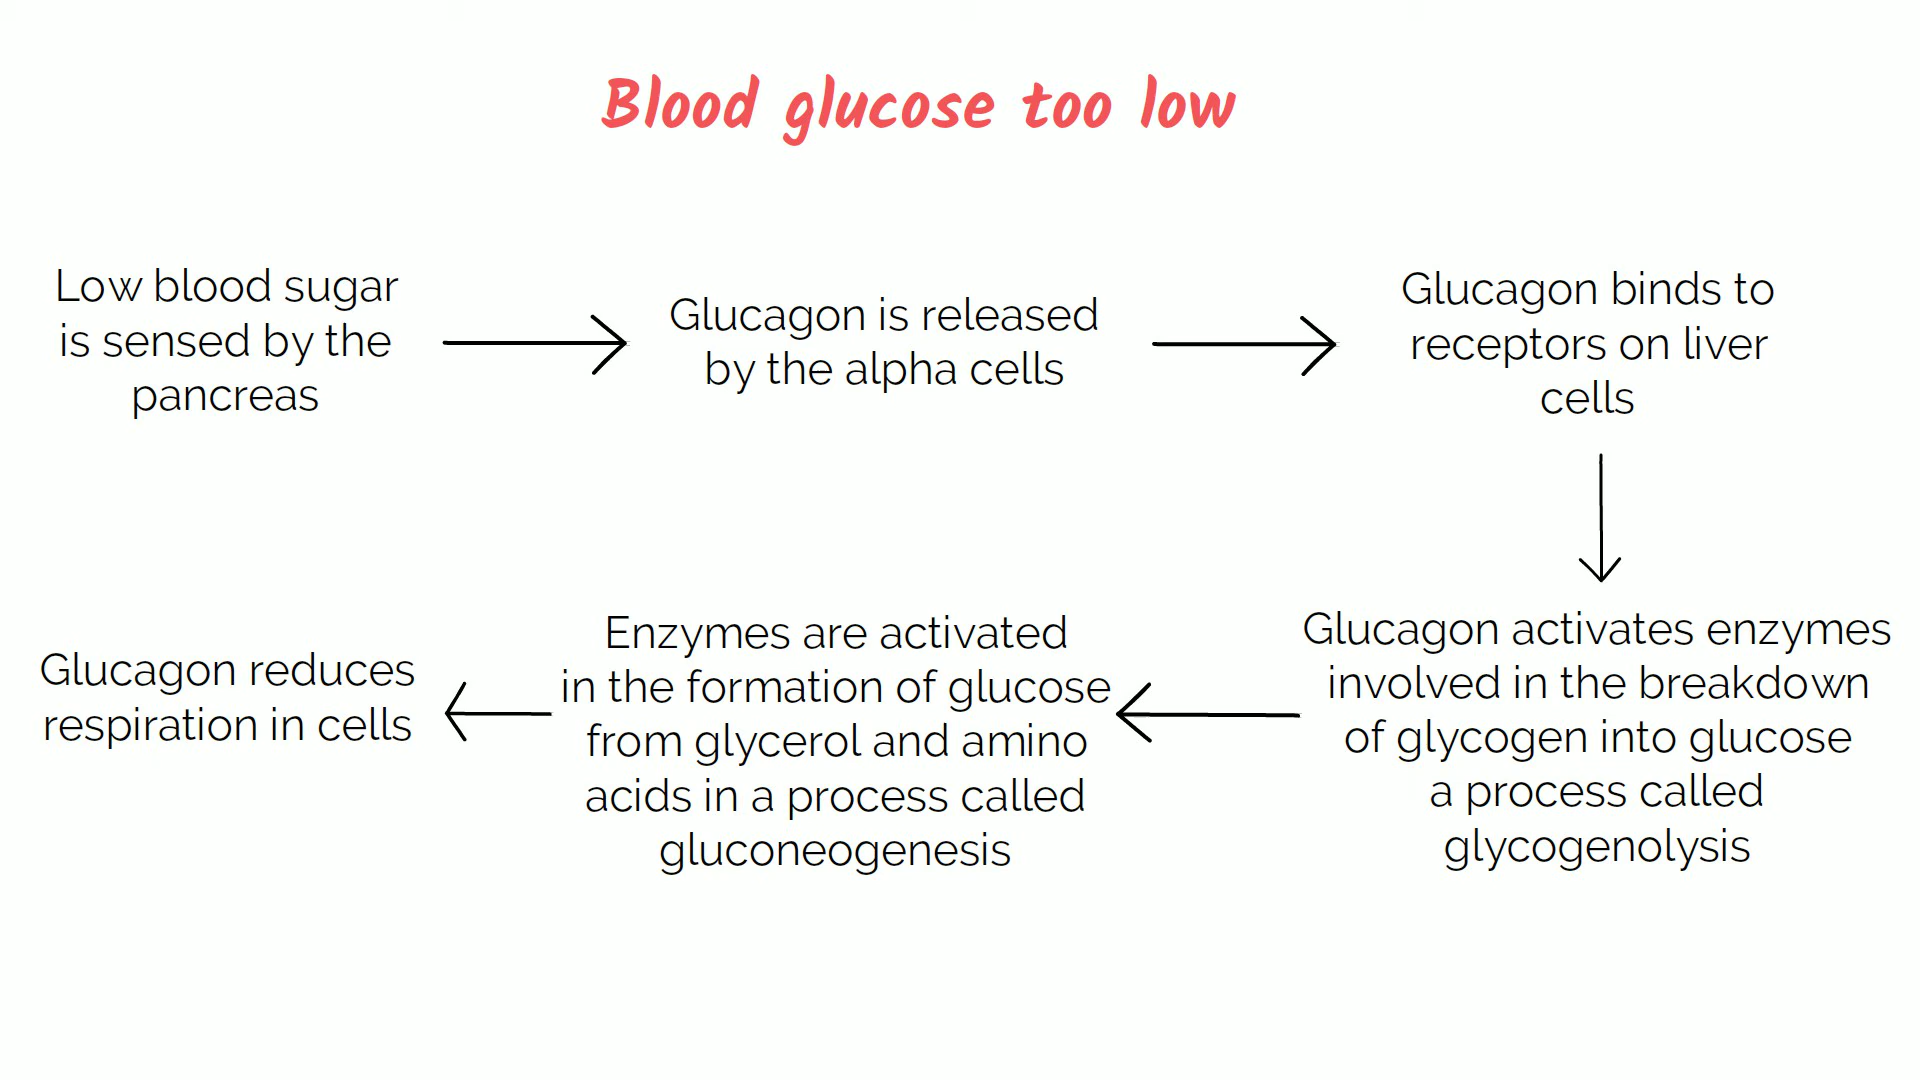 Blood glucose too low
Low blood sugar
is sensed by the
pancreas
Glucagon is released
by the alpha cells
Glucagon binds to
receptors on liver
cells
Glucagon activates enzymes
involved in the breakdown
of glycogen into glucose
a process called
glycogenolysis
Enzymes are activated
in the formation of glucose
from glycerol and amino
acids in a process called
gluconeogenesis
Glucagon reduces
respiration in cells